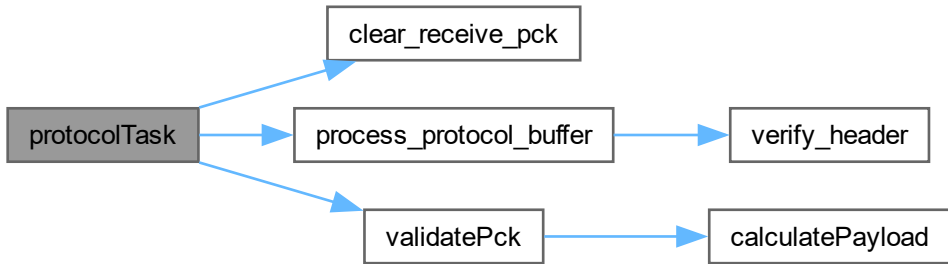 clear_receive_pck
protocolTask
process_protocol_buffer
verify_header
validatePck
calculatePayload